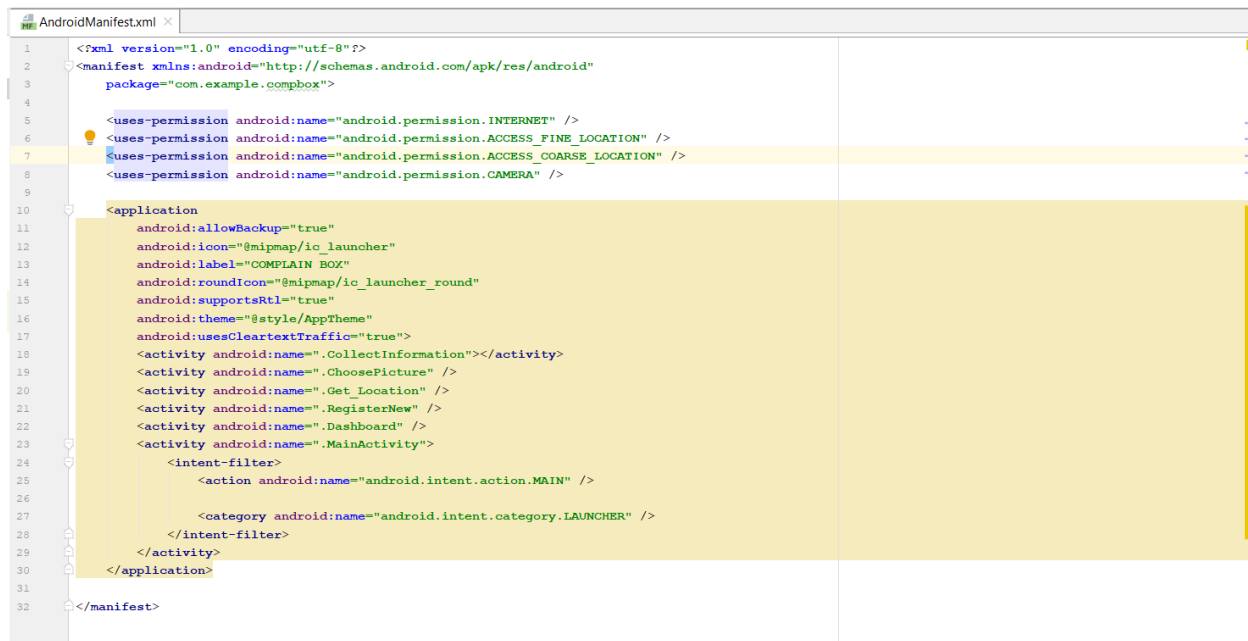 AndroidManifest.xml
1 <?xml version="1.0" encoding="utf-8"?>
2 <manifest xmlns:android="http://schemas.android.com/apk/res/android"
3 package="com.example.compbox">
4
5 <uses-permission android:name="android.permission.INTERNET" />
6 <uses-permission android:name="android.permission.ACCESS_FINE_LOCATION" />
7 <uses-permission android:name="android.permission.ACCESS_COARSE_LOCATION" />
8 <uses-permission android:name="android.permission.CAMERA" />
9
10 <application
11 android:allowBackup="true"
12 android:icon="@mipmap/ic_launcher"
13 android:label="COMPLAIN BOX"
14 android:roundIcon="@mipmap/ic_launcher_round"
15 android:supportsRtl="true"
16 android:theme="@style/AppTheme"
17 android:usesCleartextTraffic="true">
18 <activity android:name=".CollectInformation"></activity>
19 <activity android:name=".ChoosePicture" />
20 <activity android:name=".Get_Location" />
21 <activity android:name=".RegisterNew" />
22 <activity android:name=".Dashboard" />
23 <activity android:name=".MainActivity">
24 <intent-filter>
25 <action android:name="android.intent.action.MAIN" />
26
27 <category android:name="android.intent.category.LAUNCHER" />
28 </intent-filter>
29 </activity>
30 </application>
31
32 </manifest>